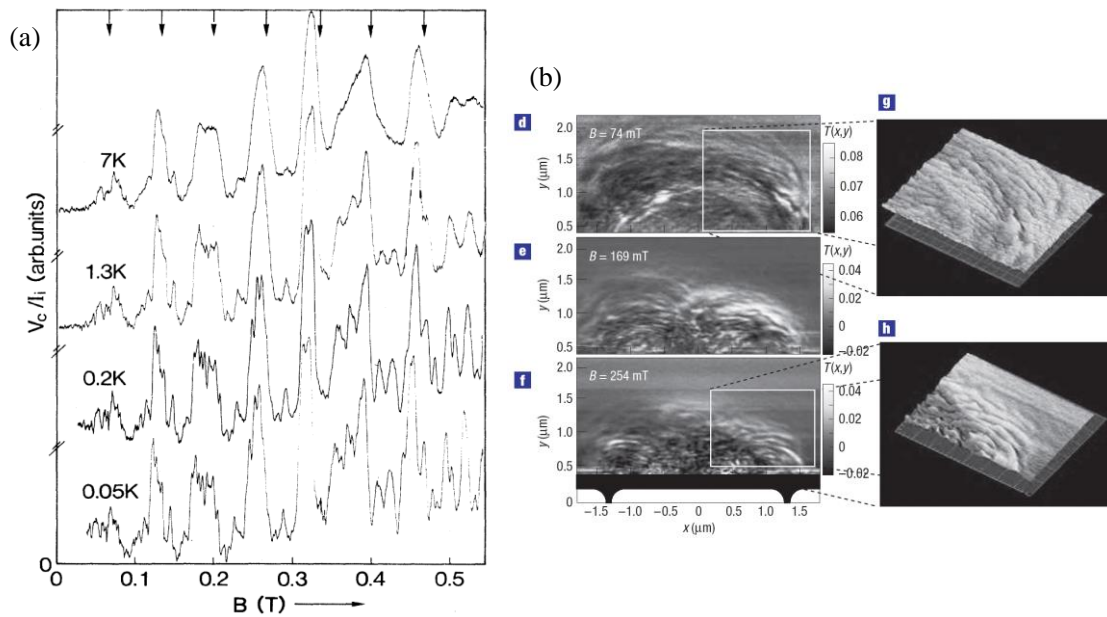 (a)
7K
1.3K
0.2K
0.05K
V_C/I_i (arb.units)
0
0 0.1 0.2 0.3 0.4 0.5
B (T)
(b)
d
B = 74 mT
y (μm)
2.0
1.5
1.0
0.5
T(x,y)
0.08
0.06
e
B = 169 mT
y (μm)
2.0
1.5
1.0
0.5
0.04
0.02
0
−0.02
f
B = 254 mT
y (μm)
2.0
1.5
1.0
0.5
0
0.04
0.02
0
−0.02
−1.5 −1.0 −0.5 0 0.5 1.0 1.5
x (μm)
g
h